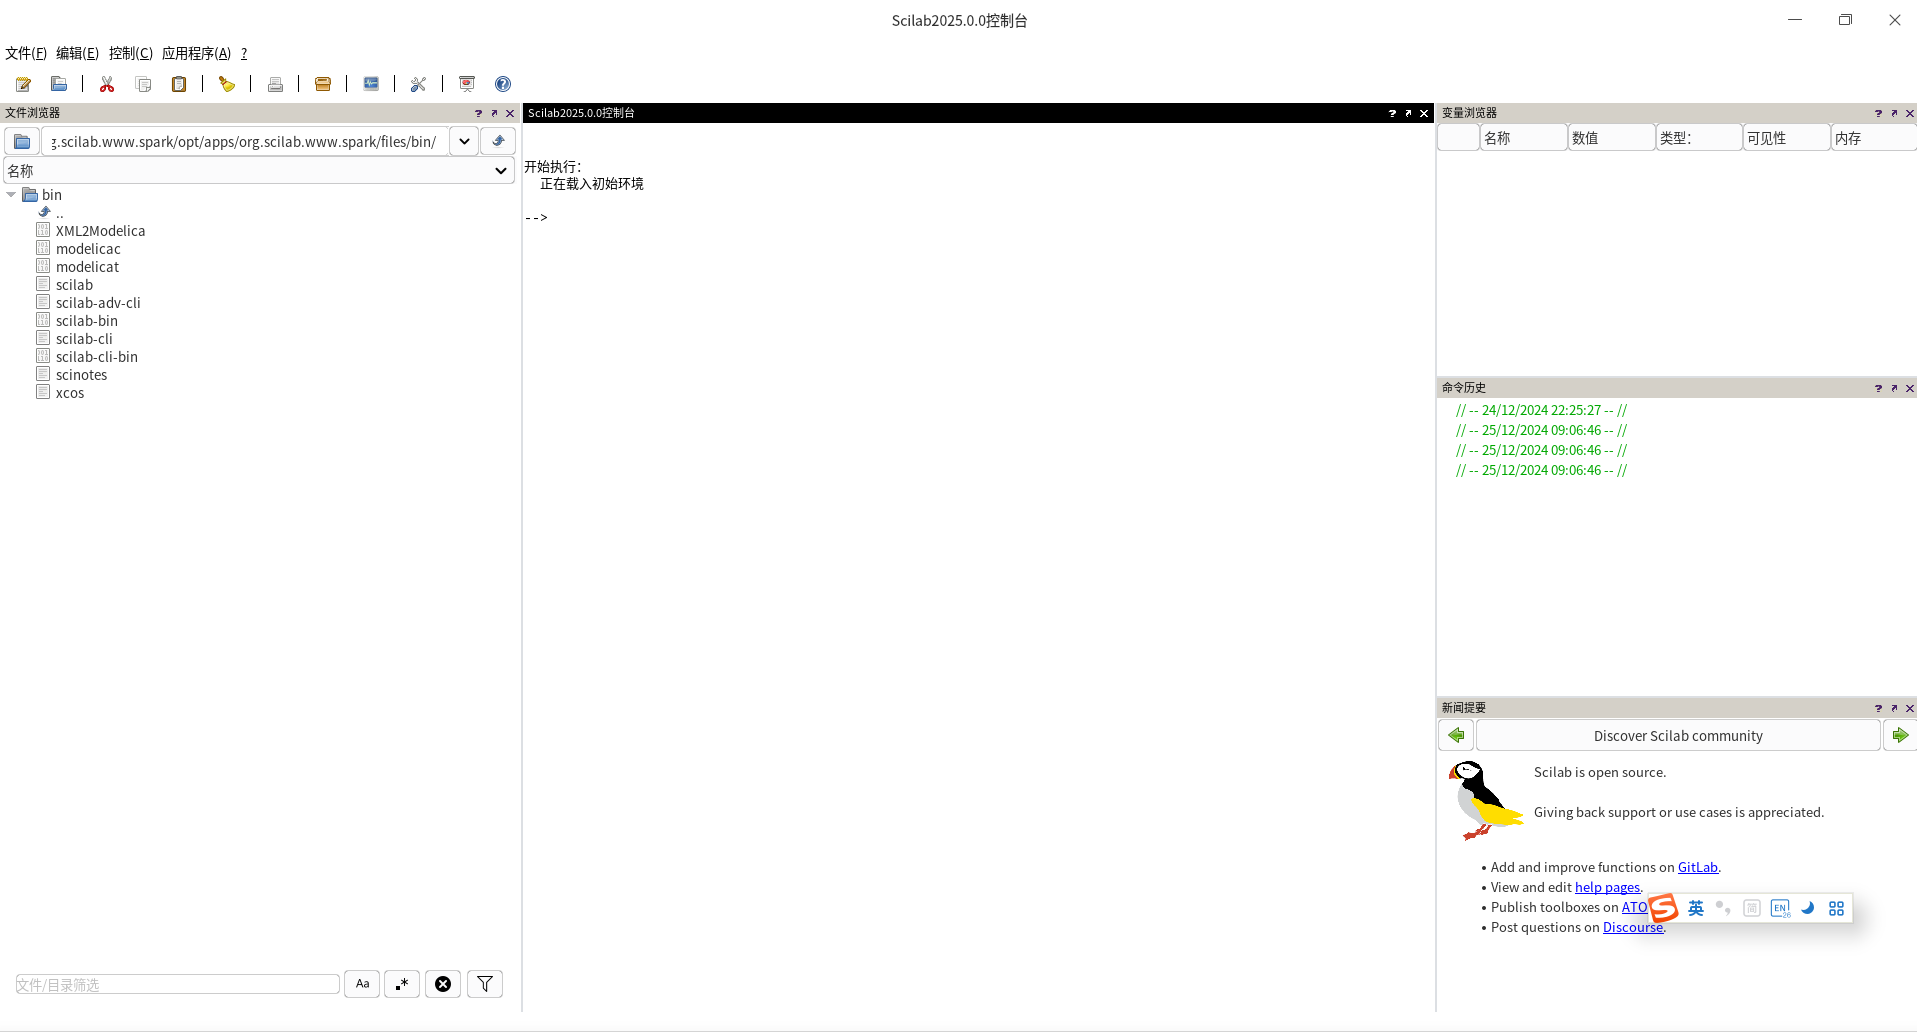 Scilab2025.0.0控制台
文件(F) 编辑(E) 控制(C) 应用程序(A) ?
文件浏览器
.scilab.www.spark/opt/apps/org.scilab.www.spark/files/bin/
名称
bin
..
XML2Modelica
modelicac
modelicat
scilab
scilab-adv-cli
scilab-bin
scilab-cli
scilab-cli-bin
scinotes
xcos
文件/目录筛选
Aa
.*
Scilab2025.0.0控制台
开始执行:
正在载入初始环境
-->
变量浏览器
名称 数值 类型: 可见性 内存
命令历史
// -- 24/12/2024 22:25:27 -- //
// -- 25/12/2024 09:06:46 -- //
// -- 25/12/2024 09:06:46 -- //
// -- 25/12/2024 09:06:46 -- //
新闻提要
Discover Scilab community
Scilab is open source.
Giving back support or use cases is appreciated.
• Add and improve functions on GitLab.
• View and edit help pages.
• Publish toolboxes on ATO
• Post questions on Discourse.
S 英 简 EN 26